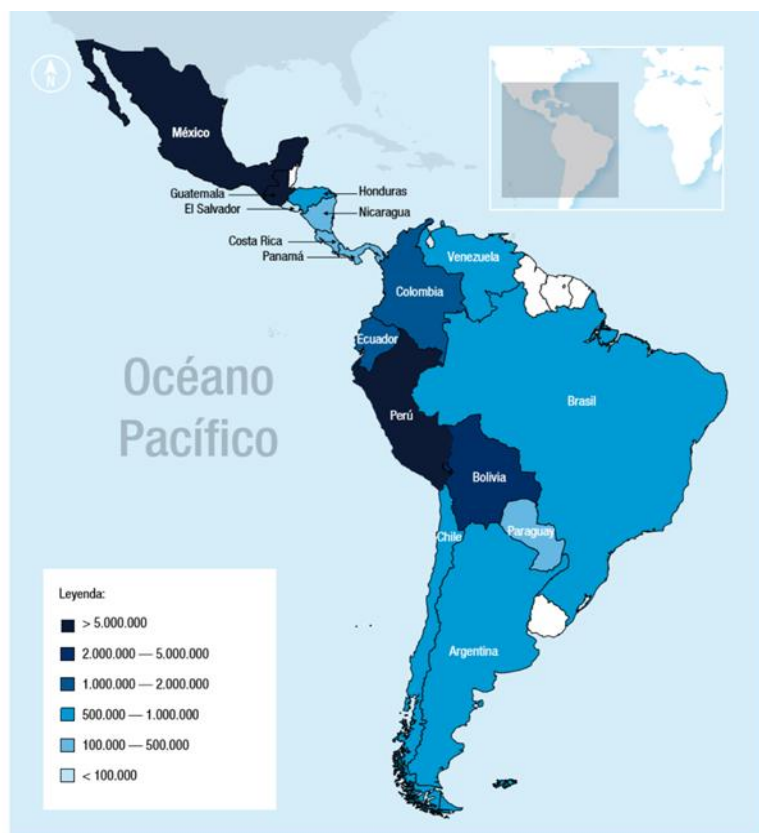 N
México
Guatemala
Honduras
El Salvador
Nicaragua
Costa Rica
Panamá
Venezuela
Colombia
Ecuador
Océano
Pacífico
Perú
Brasil
Bolivia
Paraguay
Chile
Argentina
Leyenda:
> 5.000.000
2.000.000 — 5.000.000
1.000.000 — 2.000.000
500.000 — 1.000.000
100.000 — 500.000
< 100.000